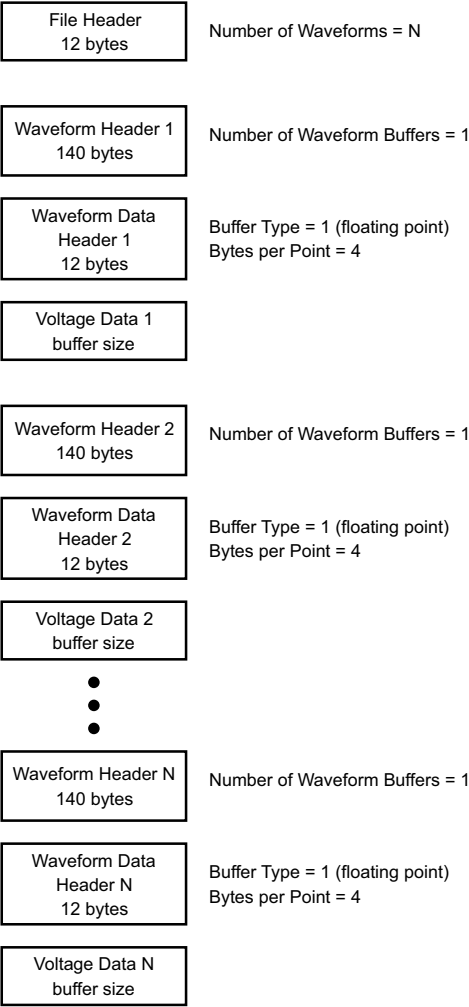 File Header
12 bytes
Number of Waveforms = N
Waveform Header 1
140 bytes
Number of Waveform Buffers = 1
Waveform Data
Header 1
12 bytes
Buffer Type = 1 (floating point)
Bytes per Point = 4
Voltage Data 1
buffer size
Waveform Header 2
140 bytes
Number of Waveform Buffers = 1
Waveform Data
Header 2
12 bytes
Buffer Type = 1 (floating point)
Bytes per Point = 4
Voltage Data 2
buffer size
Waveform Header N
140 bytes
Number of Waveform Buffers = 1
Waveform Data
Header N
12 bytes
Buffer Type = 1 (floating point)
Bytes per Point = 4
Voltage Data N
buffer size